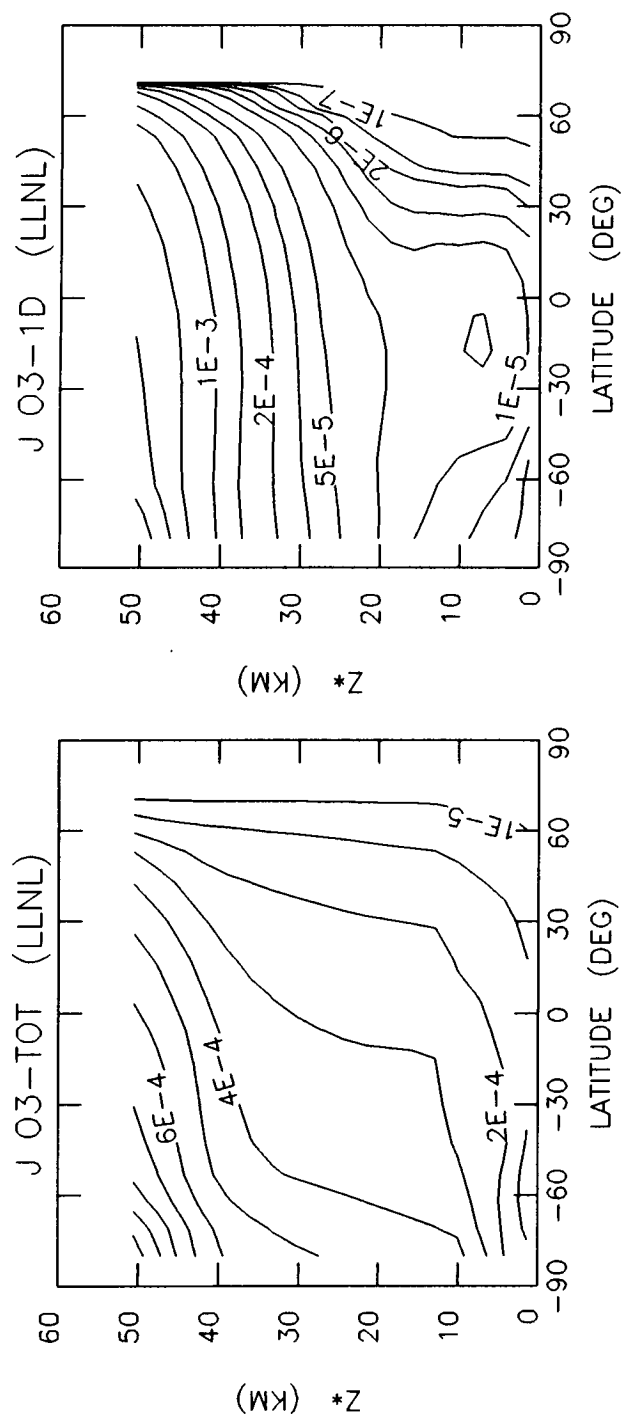 J O3-TOT (LLNL)
60
50
40
30
20
10
0
Z* (KM)
6E-4
4E-4
2E-4
1E-5
-90
-60
-30
0
30
60
90
LATITUDE (DEG)
J O3-1D (LLNL)
60
50
40
30
20
10
0
Z* (KM)
1E-3
2E-4
5E-5
1E-5
2E-6
1E-7
-90
-60
-30
0
30
60
90
LATITUDE (DEG)